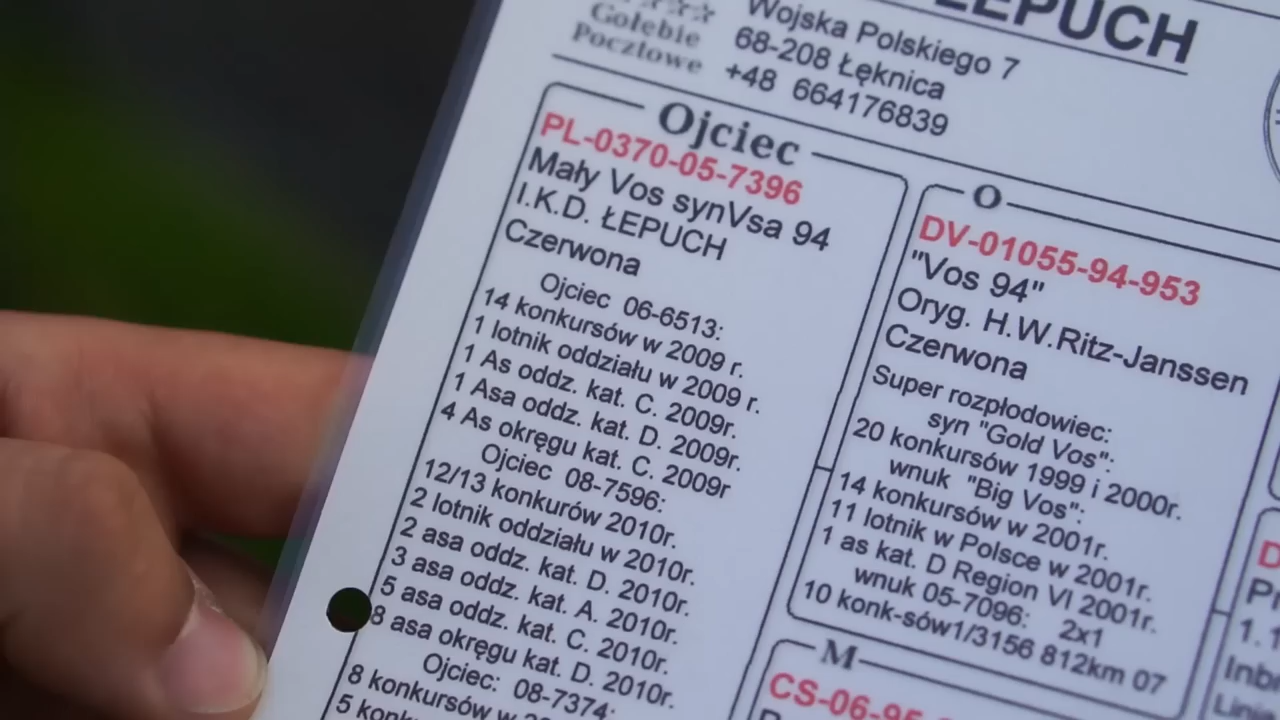 ŁEPUCH
Gołębie
Pocztowe
Wojska Polskiego 7
68-208 Łęknica
+48 664176839
Ojciec
PL-0370-05-7396
Mały Vos synVsa 94
I.K.D. ŁEPUCH
Czerwona
Ojciec 06-6513:
14 konkursów w 2009 r.
1 lotnik oddziału w 2009 r.
1 As oddz. kat. C. 2009r.
1 Asa oddz. kat. D. 2009r.
4 As okręgu kat. C. 2009r
Ojciec 08-7596:
12/13 konkurów 2010r.
2 lotnik oddziału w 2010r.
2 asa oddz. kat. D. 2010r.
3 asa oddz. kat. A. 2010r.
5 asa oddz. kat. C. 2010r.
8 asa okręgu kat. D. 2010r.
Ojciec: 08-7374:
8 konkursów w
O
DV-01055-94-953
"Vos 94"
Oryg. H.W.Ritz-Janssen
Czerwona
Super rozpłodowiec:
syn "Gold Vos":
20 konkursów 1999 i 2000r.
wnuk "Big Vos":
14 konkursów w 2001r.
11 lotnik w Polsce w 2001r.
1 as kat. D Region VI 2001r.
wnuk 05-7096: 2x1
10 konk-sów1/3156 812km 07
M
CS-06-95